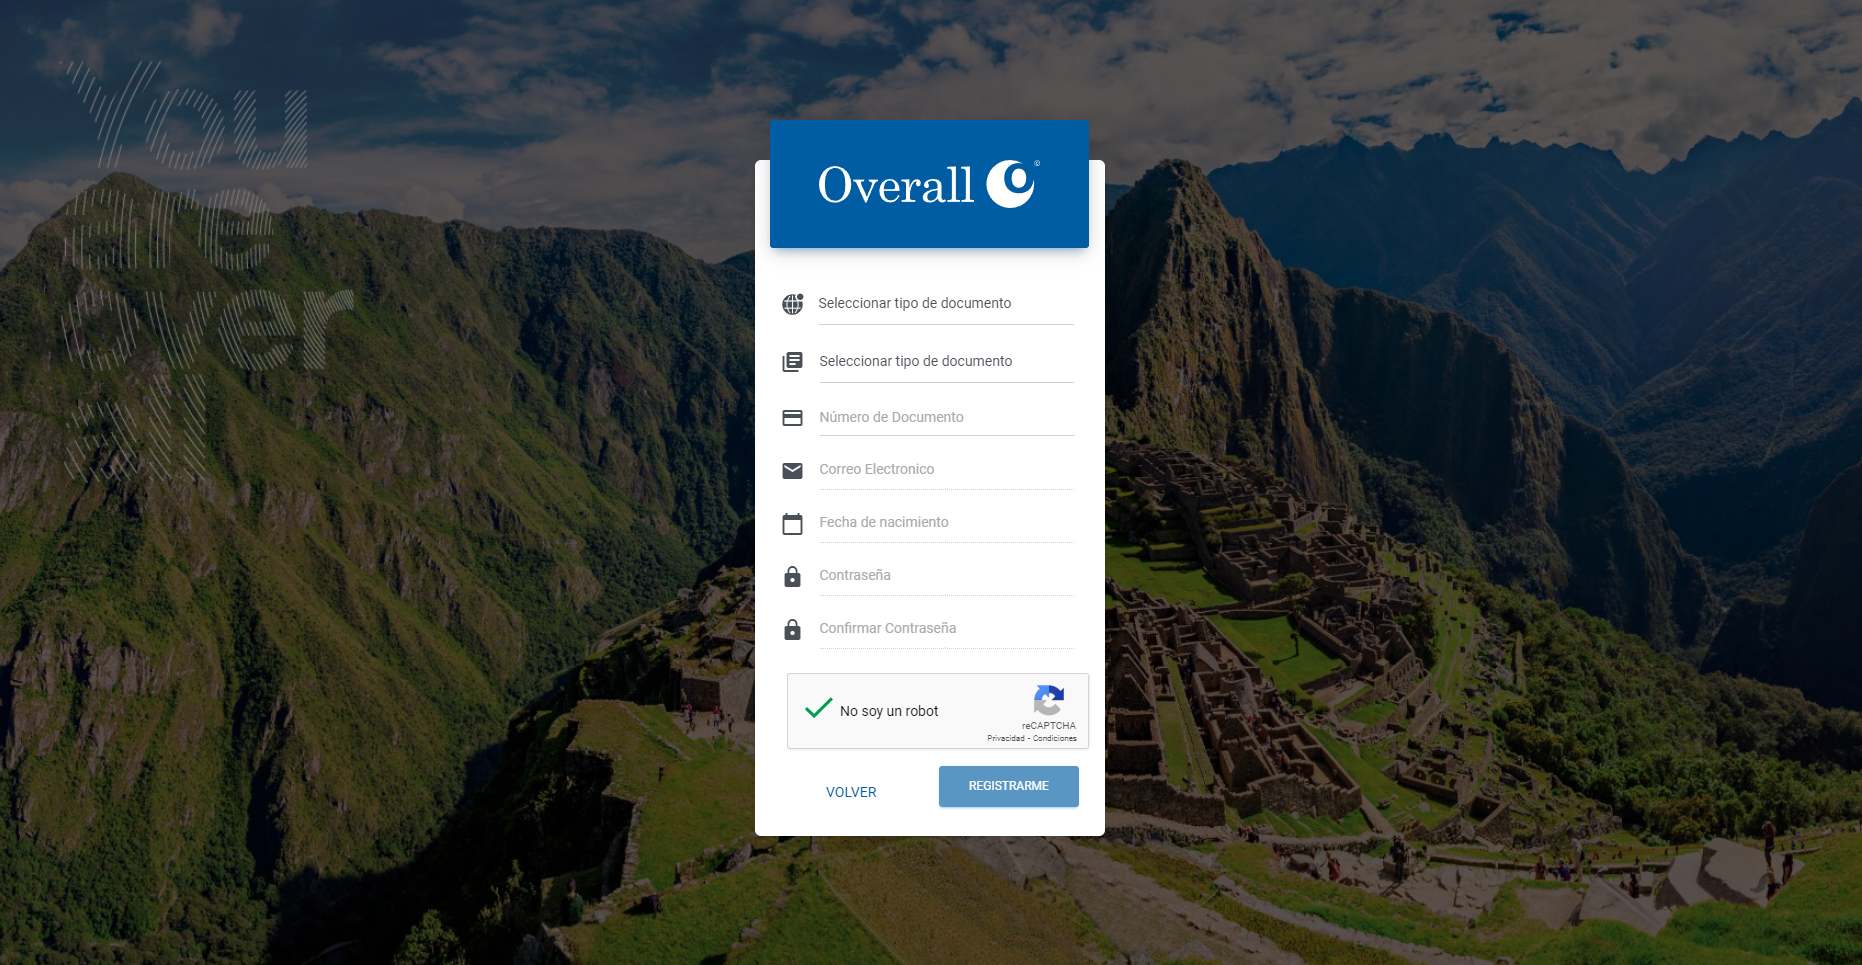 You
are
over
all
Overall
©
Seleccionar tipo de documento
Seleccionar tipo de documento
Número de Documento
Correo Electronico
Fecha de nacimiento
Contraseña
Confirmar Contraseña
No soy un robot
reCAPTCHA
Privacidad - Condiciones
VOLVER
REGISTRARME